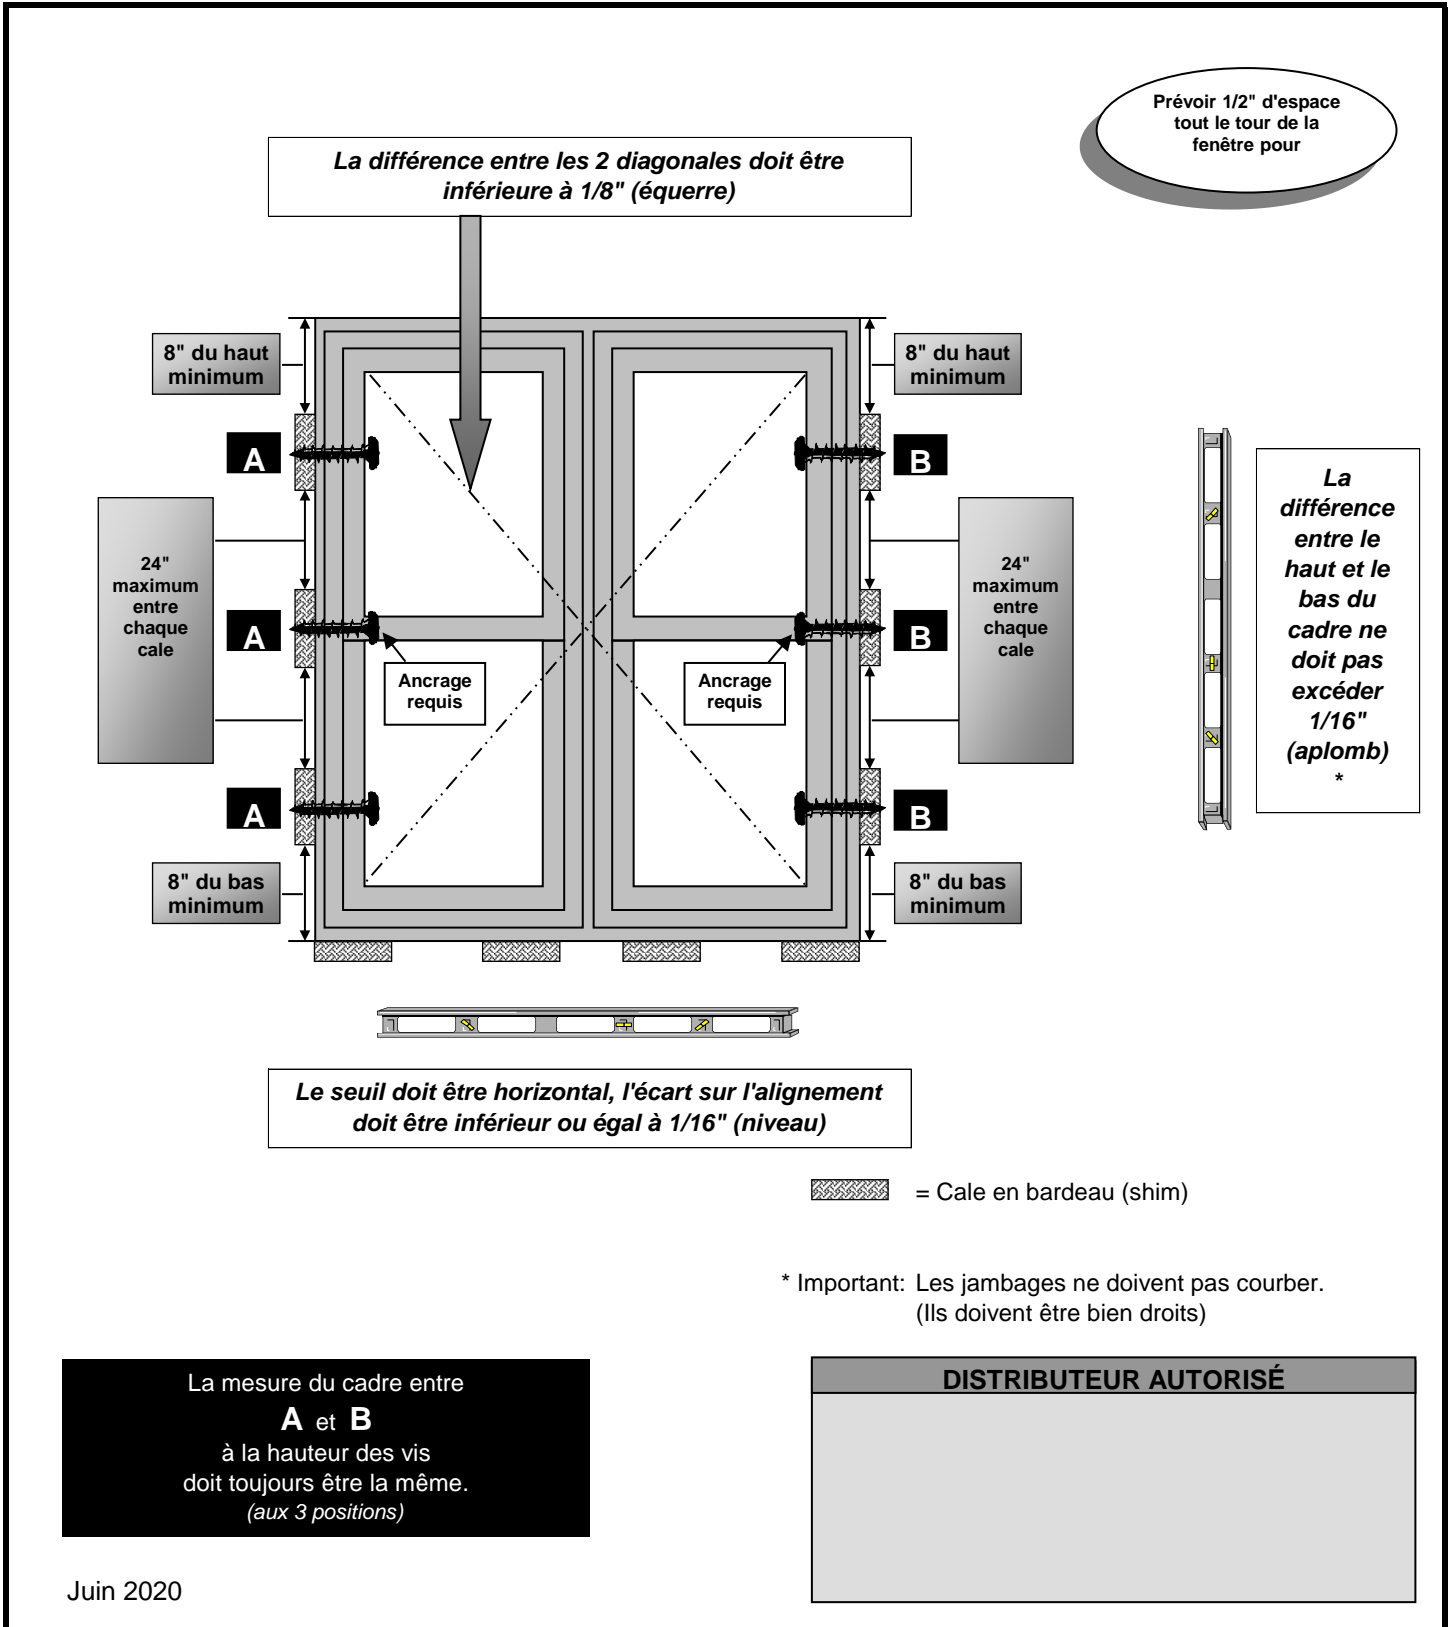 Prévoir 1/2" d'espace
tout le tour de la
fenêtre pour
La différence entre les 2 diagonales doit être
inférieure à 1/8" (équerre)
8" du haut
minimum
8" du haut
minimum
A
B
24"
maximum
entre
chaque
cale
24"
maximum
entre
chaque
cale
La
différence
entre le
haut et le
bas du
cadre ne
doit pas
excéder
1/16"
(aplomb)
*
A
B
Ancrage
requis
Ancrage
requis
A
B
8" du bas
minimum
8" du bas
minimum
Le seuil doit être horizontal, l'écart sur l'alignement
doit être inférieur ou égal à 1/16" (niveau)
= Cale en bardeau (shim)
* Important: Les jambages ne doivent pas courber.
(Ils doivent être bien droits)
La mesure du cadre entre
A et B
à la hauteur des vis
doit toujours être la même.
(aux 3 positions)
DISTRIBUTEUR AUTORISÉ
Juin 2020